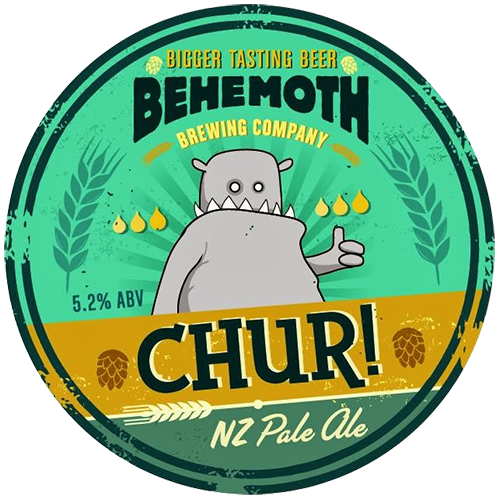 BIGGER TASTING BEER
BEHEMOTH
BREWING COMPANY
5.2% ABV
CHUR!
NZ Pale Ale